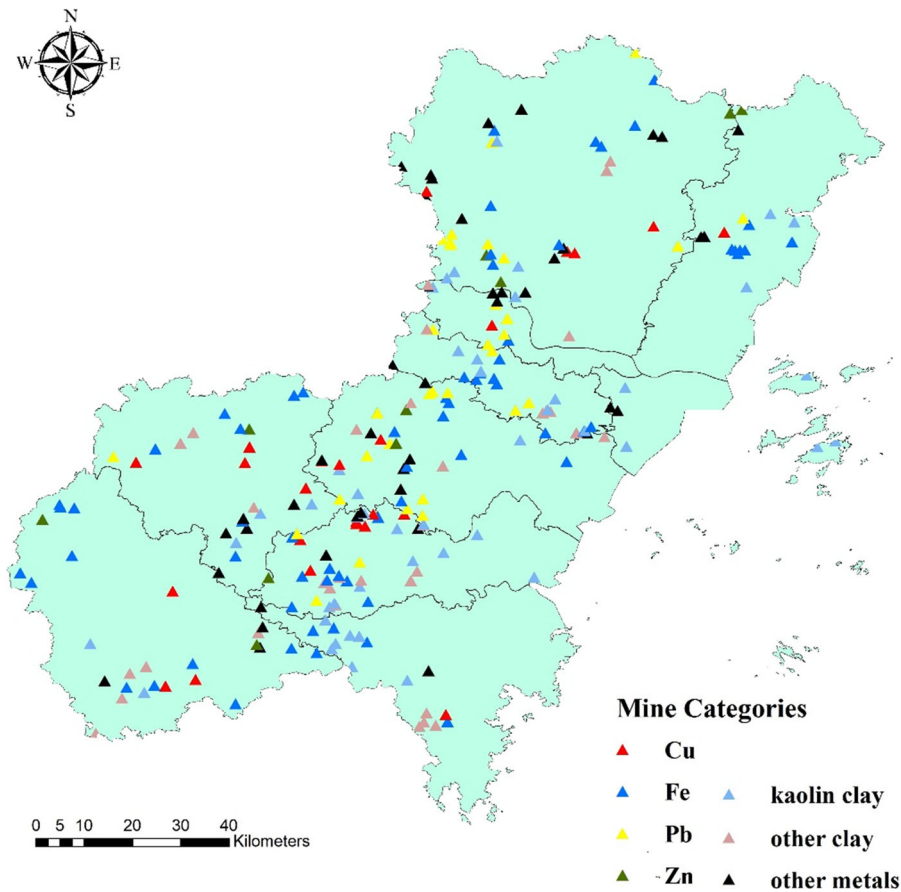 N
W E
S
Mine Categories
Cu
Fe kaolin clay
Pb other clay
Zn other metals
0 5 10 20 30 40
Kilometers